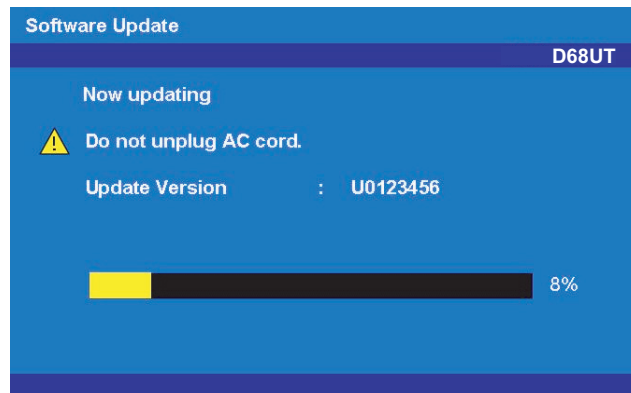 Software Update
D68UT
Now updating
Do not unplug AC cord.
Update Version : U0123456
8%